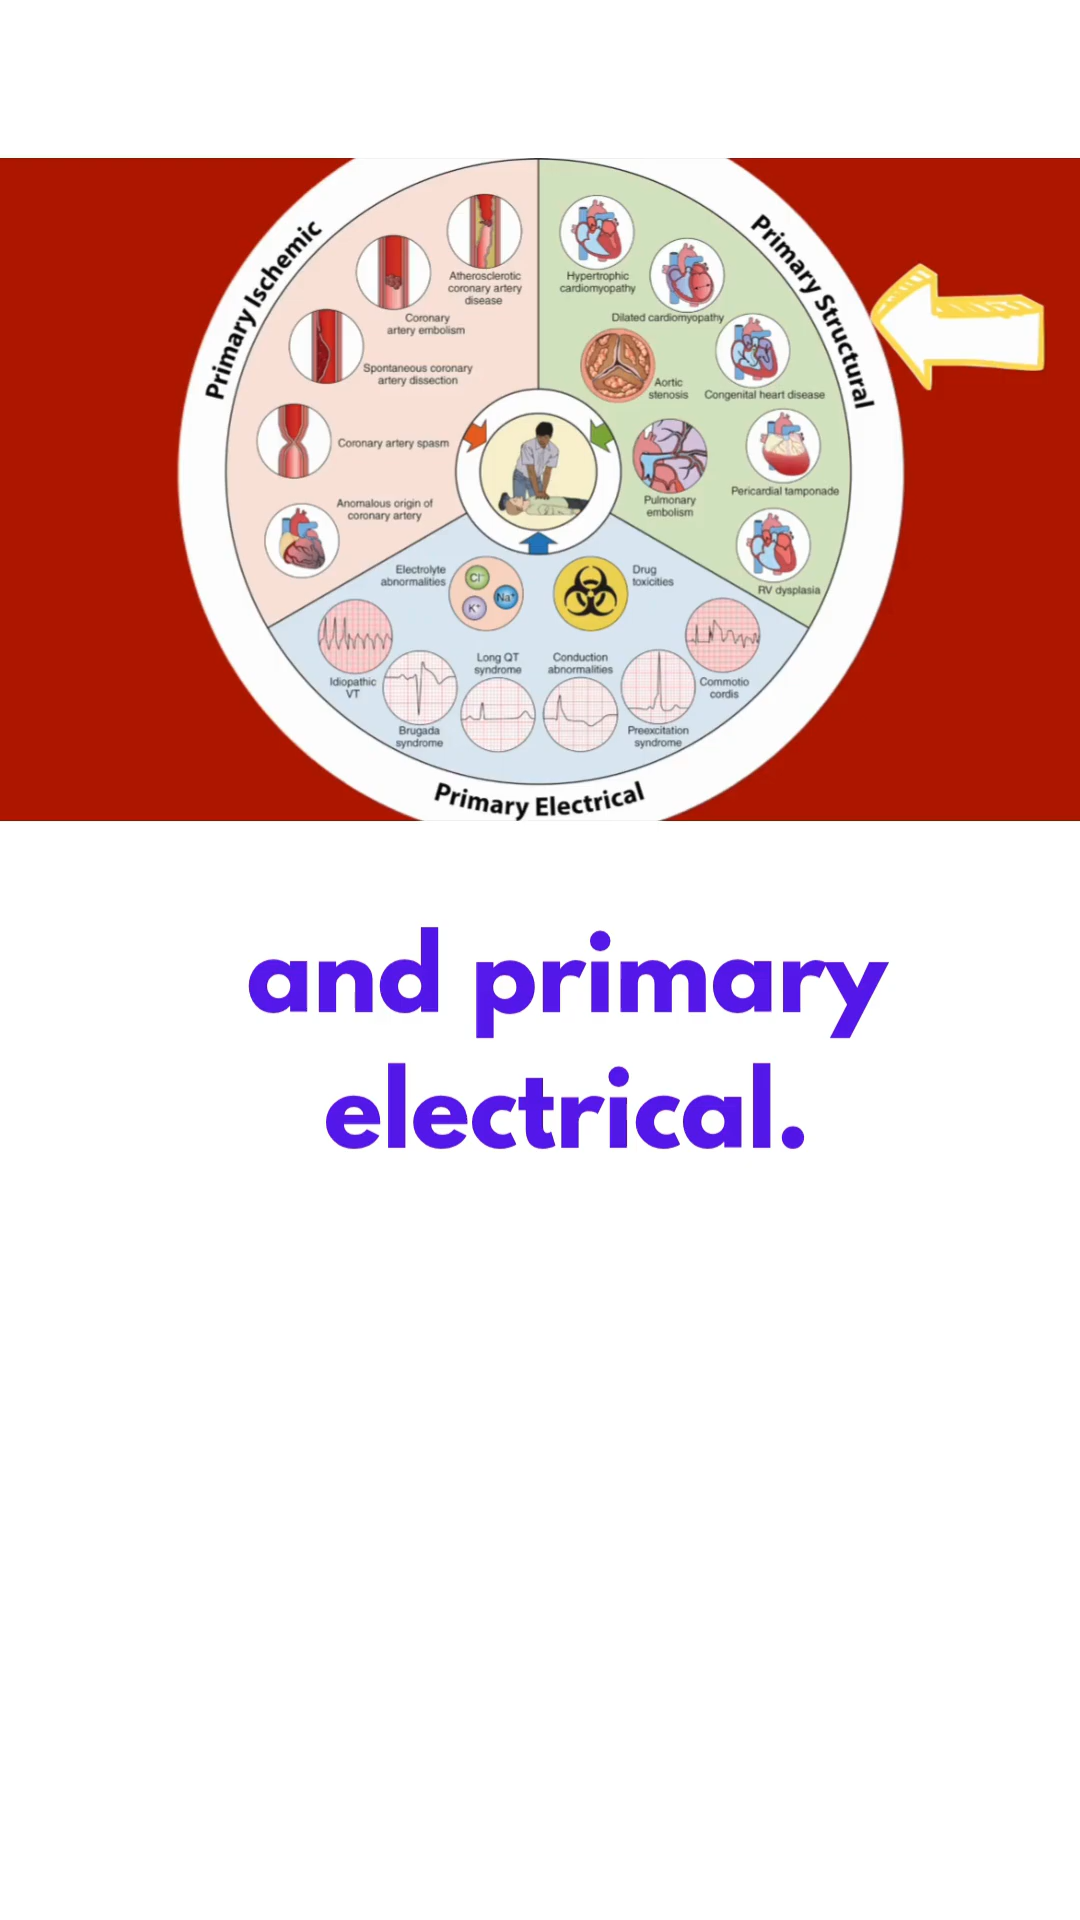 Primary Ischemic
Atherosclerotic
coronary artery
disease
Coronary
artery embolism
Spontaneous coronary
artery dissection
Coronary artery spasm
Anomalous origin of
coronary artery
Primary Structural
Hypertrophic
cardiomyopathy
Dilated cardiomyopathy
Aortic
stenosis
Congenital heart disease
Pericardial tamponade
Pulmonary
embolism
RV dysplasia
Electrolyte
abnormalities
Cl⁻
Na⁺
K⁺
Drug
toxicities
Idiopathic
VT
Brugada
syndrome
Long QT
syndrome
Conduction
abnormalities
Preexcitation
syndrome
Commotio
cordis
Primary Electrical
and primary
electrical.